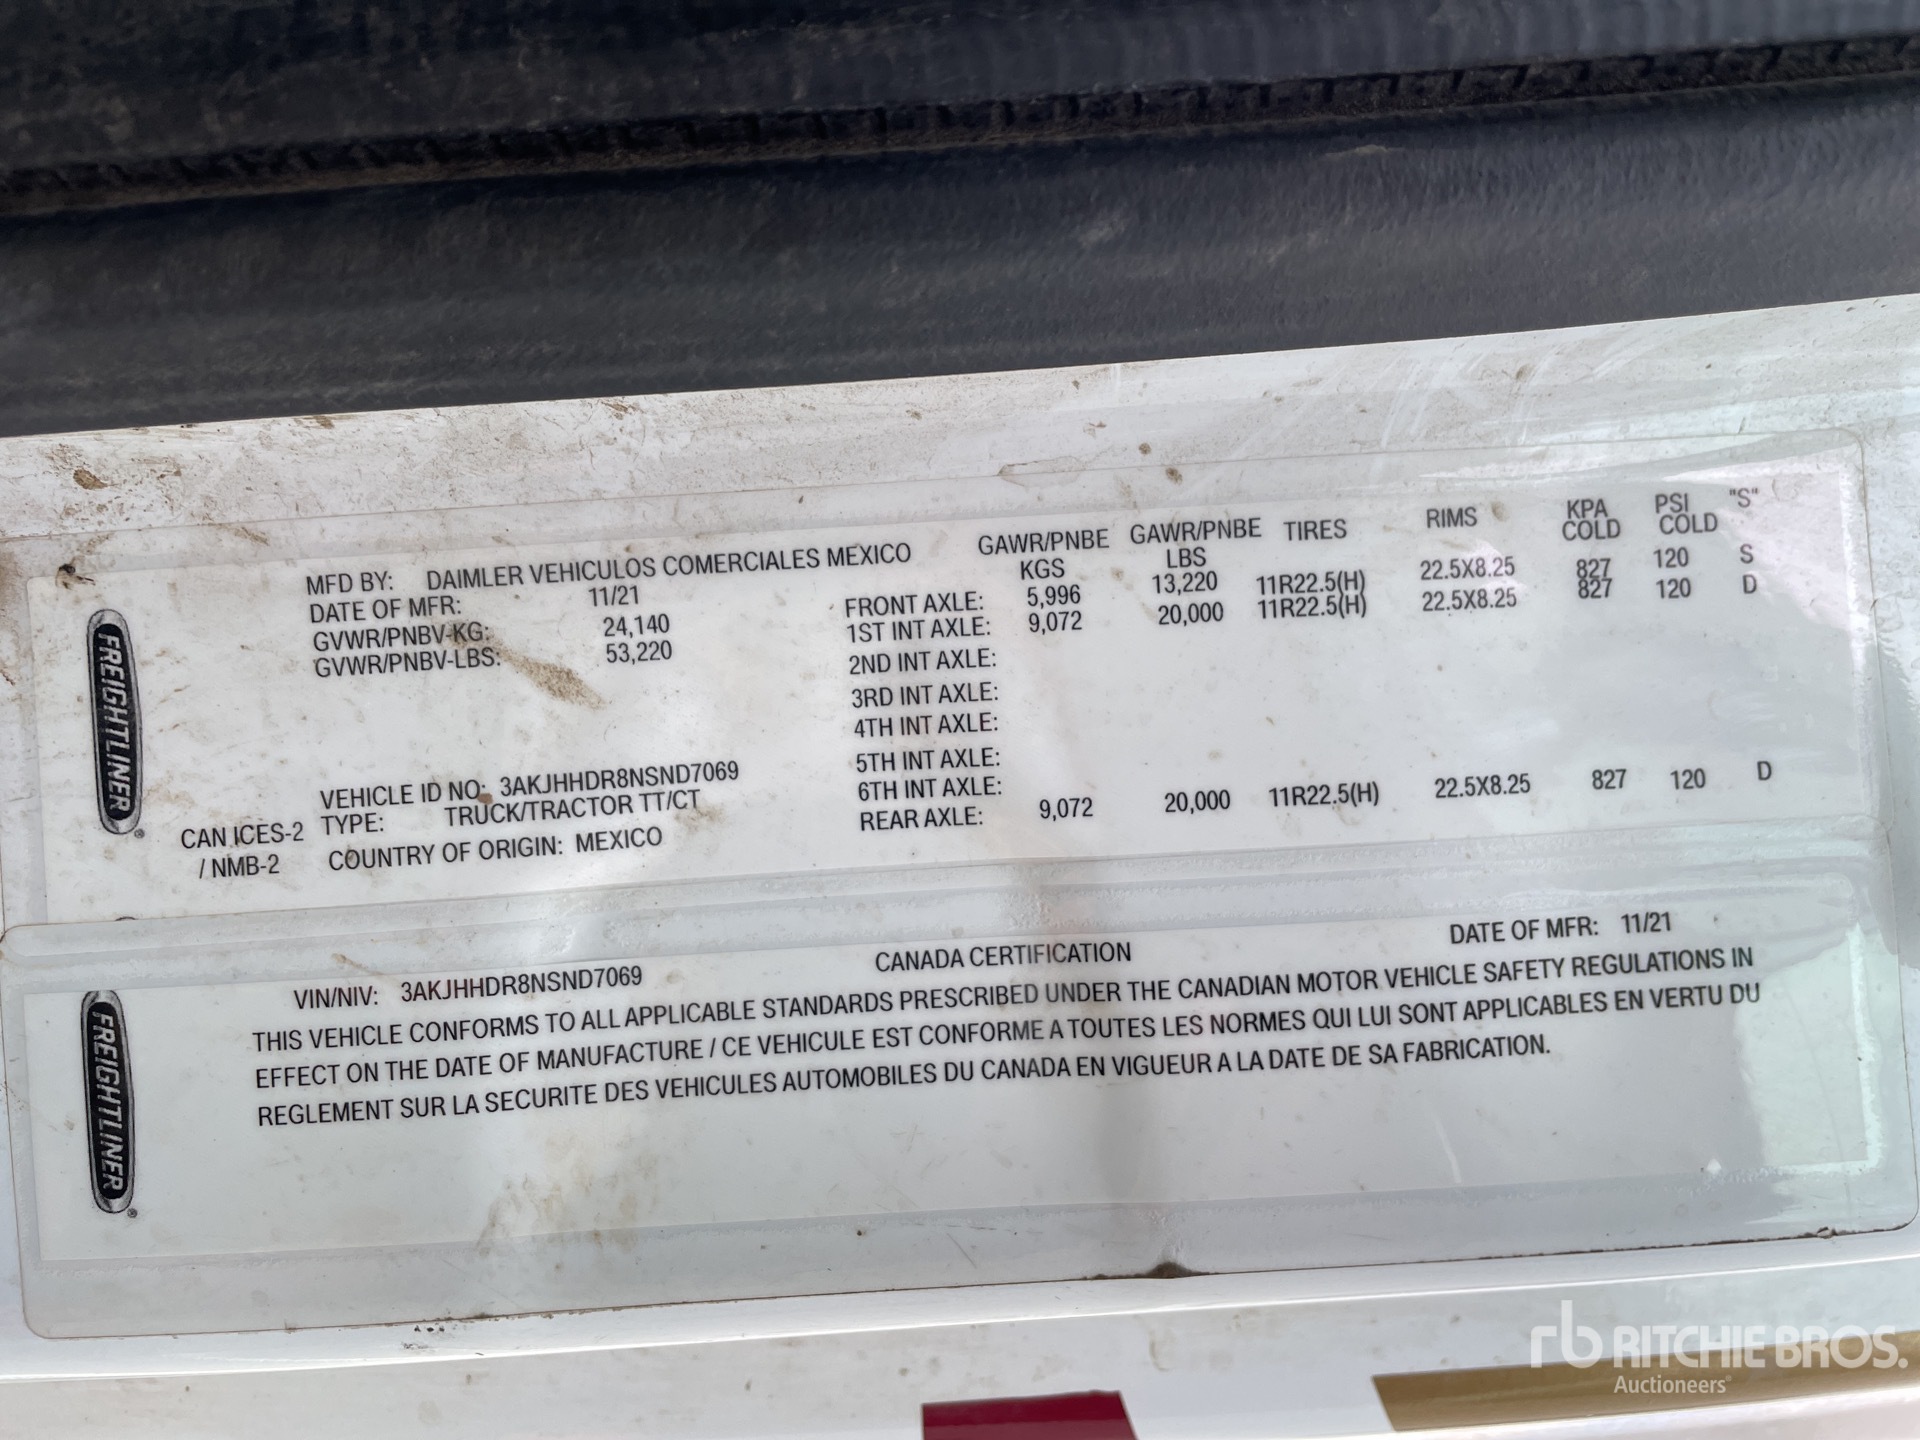 FREIGHTLINER
MFD BY: DAIMLER VEHICULOS COMERCIALES MEXICO
DATE OF MFR: 11/21
GVWR/PNBV-KG: 24,140
GVWR/PNBV-LBS: 53,220
VEHICLE ID NO: 3AKJHHDR8NSND7069
TYPE: TRUCK/TRACTOR TT/CT
COUNTRY OF ORIGIN: MEXICO
CAN ICES-2
/ NMB-2
GAWR/PNBE KGS GAWR/PNBE LBS TIRES RIMS KPA COLD PSI COLD "S"
FRONT AXLE: 5,996 13,220 11R22.5(H) 22.5X8.25 827 120 S
1ST INT AXLE: 9,072 20,000 11R22.5(H) 22.5X8.25 827 120 D
2ND INT AXLE:
3RD INT AXLE:
4TH INT AXLE:
5TH INT AXLE:
6TH INT AXLE:
REAR AXLE: 9,072 20,000 11R22.5(H) 22.5X8.25 827 120 D
FREIGHTLINER
VIN/NIV: 3AKJHHDR8NSND7069 CANADA CERTIFICATION DATE OF MFR: 11/21
THIS VEHICLE CONFORMS TO ALL APPLICABLE STANDARDS PRESCRIBED UNDER THE CANADIAN MOTOR VEHICLE SAFETY REGULATIONS IN
EFFECT ON THE DATE OF MANUFACTURE / CE VEHICULE EST CONFORME A TOUTES LES NORMES QUI LUI SONT APPLICABLES EN VERTU DU
REGLEMENT SUR LA SECURITE DES VEHICULES AUTOMOBILES DU CANADA EN VIGUEUR A LA DATE DE SA FABRICATION.
rb RITCHIE BROS.
Auctioneers